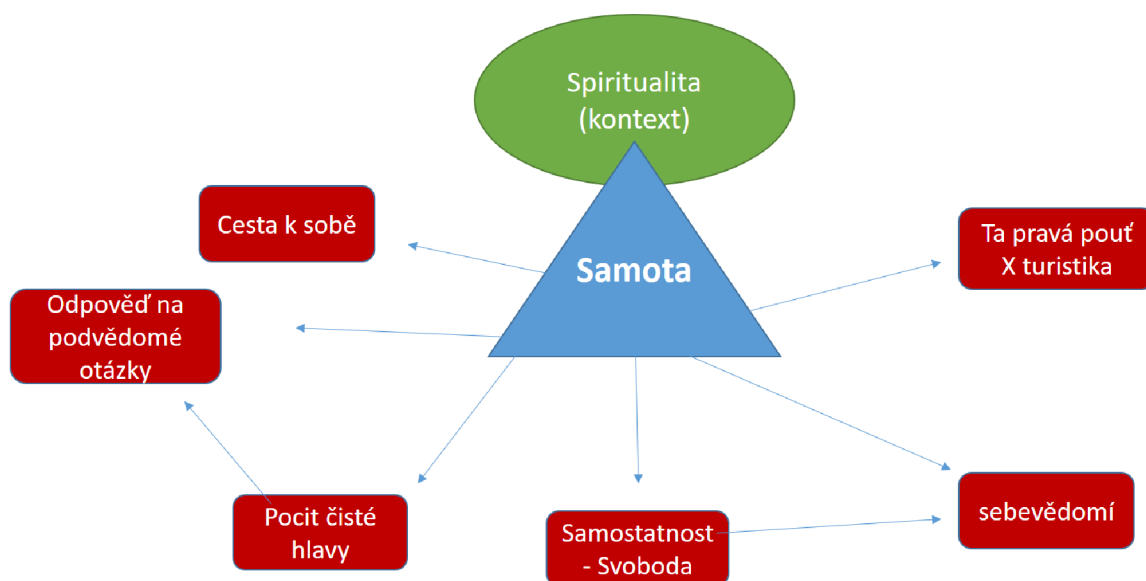 Spiritualita
(kontext)
Cesta k sobě
Samota
Ta pravá pouť
X turistika
Odpověď na
podvědomé
otázky
Pocit čisté
hlavy
Samostatnost
- Svoboda
sebevědomí